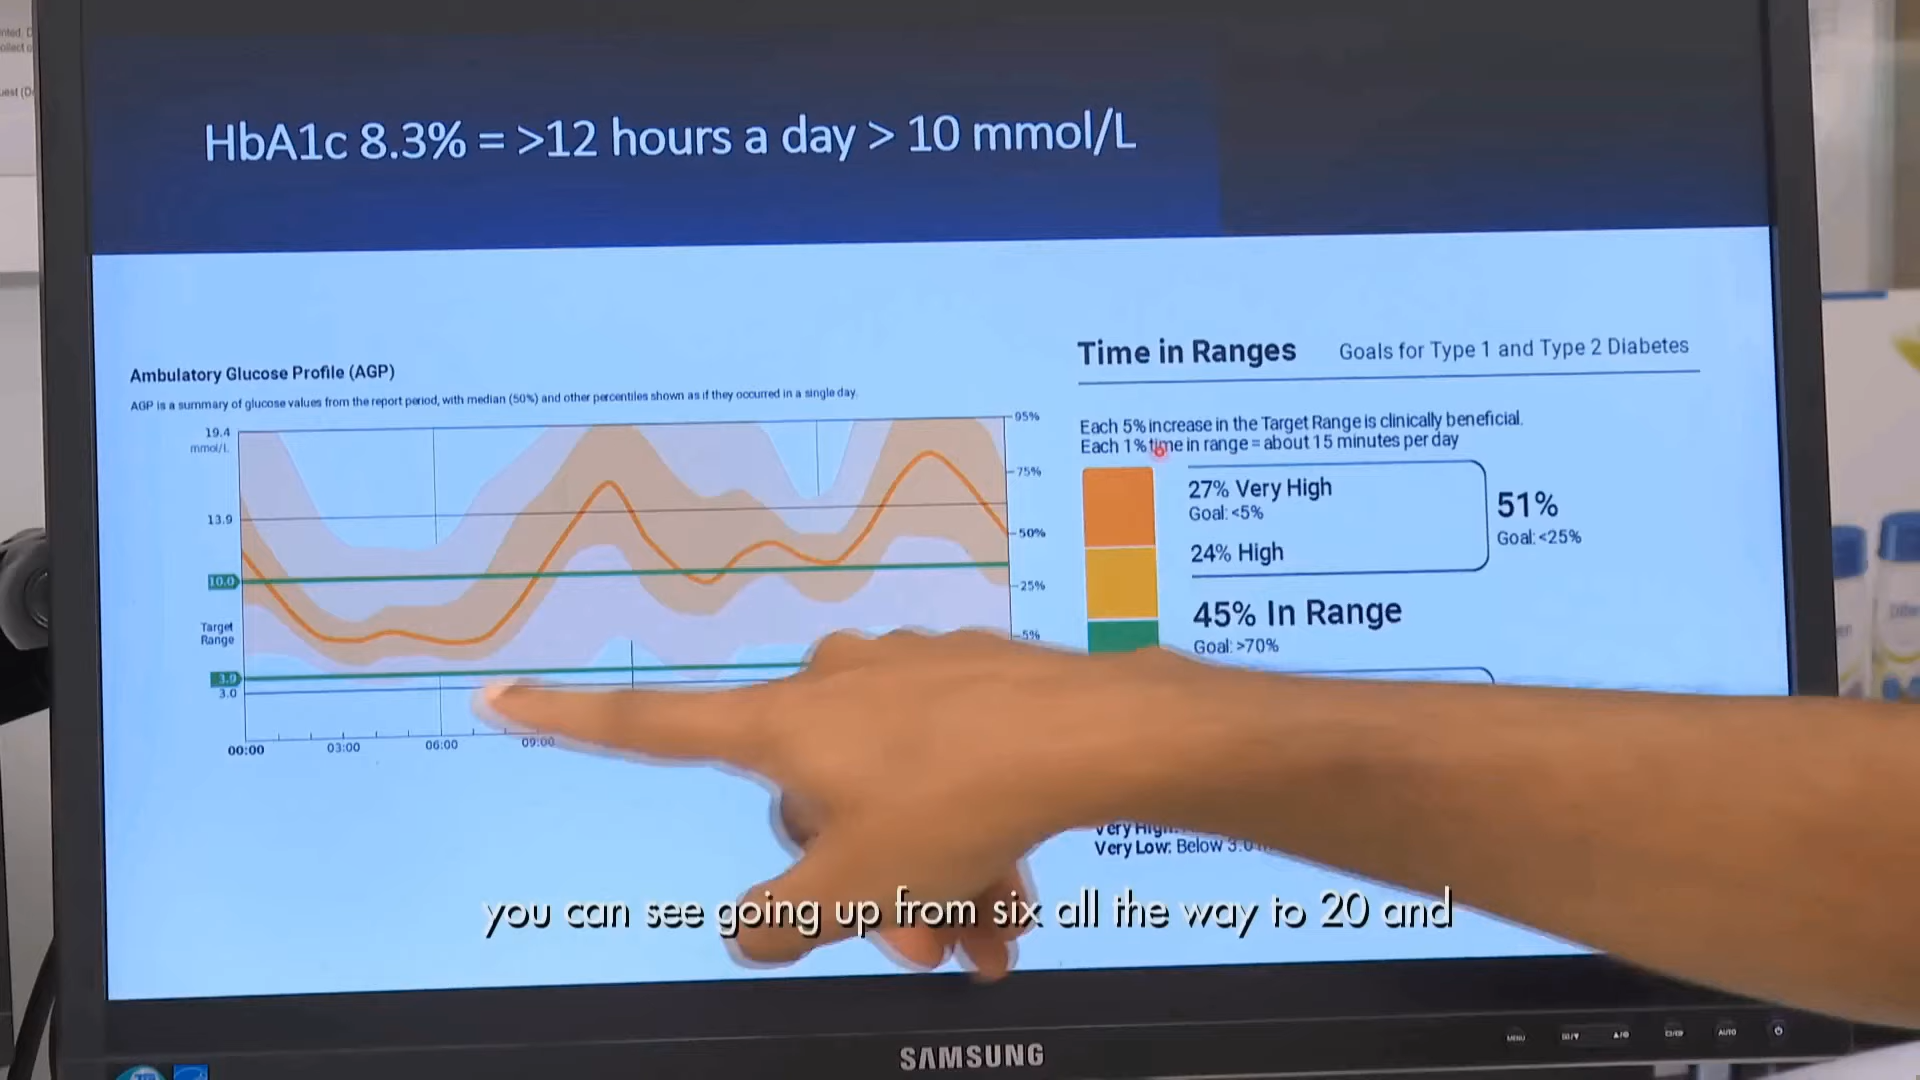 HbA1c 8.3% = >12 hours a day > 10 mmol/L
Ambulatory Glucose Profile (AGP)
AGP is a summary of glucose values from the report period, with median (50%) and other percentiles shown as if they occurred in a single day.
19.4
mmol/L
13.9
10.0
Target
Range
3.9
3.0
00:00 03:00 06:00 09:00
95%
75%
50%
25%
5%
Time in Ranges Goals for Type 1 and Type 2 Diabetes
Each 5% increase in the Target Range is clinically beneficial.
Each 1% time in range = about 15 minutes per day
27% Very High
Goal: <5%
24% High
51%
Goal: <25%
45% In Range
Goal: >70%
Very High:
Very Low: Below 3.0
you can see going up from six all the way to 20 and
SAMSUNG
MENU
AUTO